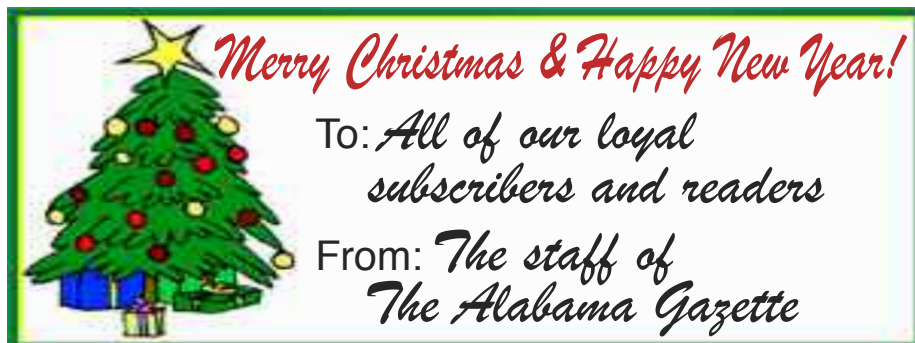 Merry Christmas & Happy New Year!
To: All of our loyal
subscribers and readers
From: The staff of
The Alabama Gazette